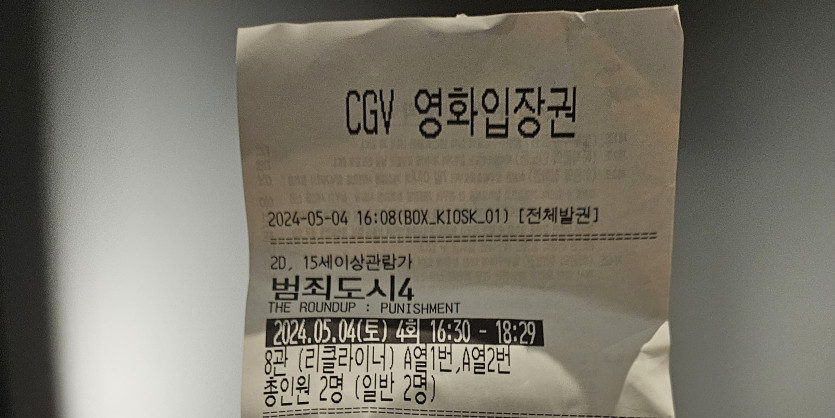 CGV 영화입장권
2024-05-04 16:08(BOX_KIOSK_01) [전체발권]
2D, 15세이상관람가
범죄도시4
THE ROUNDUP : PUNISHMENT
2024.05.04(토) 4회 16:30 - 18:29
8관 (리클라이너) A열1번,A열2번
총인원 2명 (일반 2명)